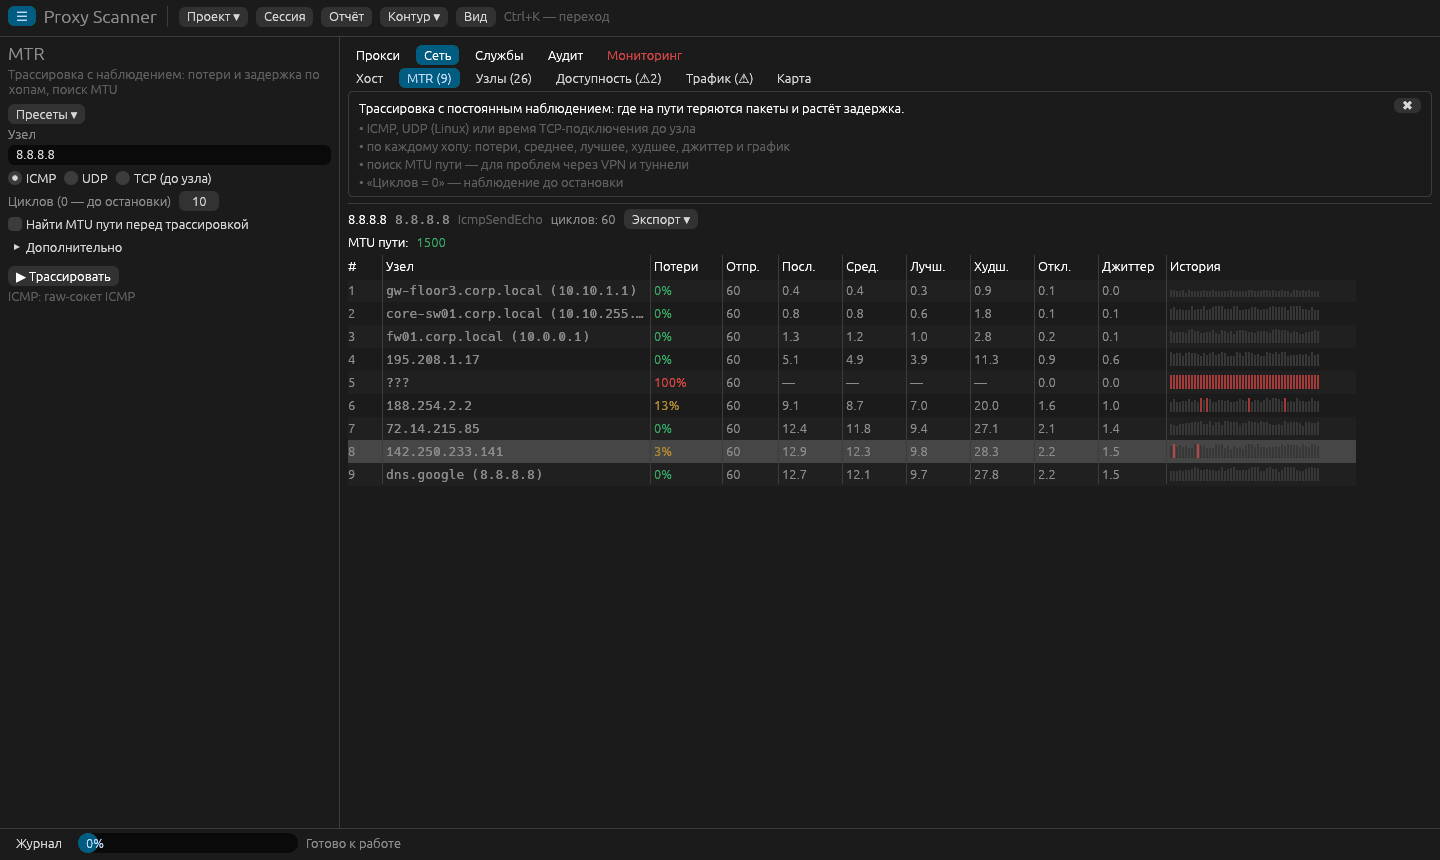 ☰ Proxy Scanner Проект ▾ Сессия Отчёт Контур ▾ Вид Ctrl+K — переход
MTR
Трассировка с наблюдением: потери и задержка по
хопам, поиск MTU
Пресеты ▾
Узел
8.8.8.8
ICMP UDP TCP (до узла)
Циклов (0 — до остановки) 10
Найти MTU пути перед трассировкой
▸ Дополнительно
▶ Трассировать
ICMP: raw-сокет ICMP
Прокси Сеть Службы Аудит Мониторинг
Хост MTR (9) Узлы (26) Доступность (⚠2) Трафик (⚠) Карта
Трассировка с постоянным наблюдением: где на пути теряются пакеты и растёт задержка. ✖
• ICMP, UDP (Linux) или время TCP-подключения до узла
• по каждому хопу: потери, среднее, лучшее, худшее, джиттер и график
• поиск MTU пути — для проблем через VPN и туннели
• «Циклов = 0» — наблюдение до остановки
8.8.8.8 8.8.8.8 IcmpSendEcho циклов: 60 Экспорт ▾
MTU пути: 1500
# Узел Потери Отпр. Посл. Сред. Лучш. Худш. Откл. Джиттер История
1 gw-floor3.corp.local (10.10.1.1) 0% 60 0.4 0.4 0.3 0.9 0.1 0.0
2 core-sw01.corp.local (10.10.255.… 0% 60 0.8 0.8 0.6 1.8 0.1 0.1
3 fw01.corp.local (10.0.0.1) 0% 60 1.3 1.2 1.0 2.8 0.2 0.1
4 195.208.1.17 0% 60 5.1 4.9 3.9 11.3 0.9 0.6
5 ??? 100% 60 — — — — 0.0 0.0
6 188.254.2.2 13% 60 9.1 8.7 7.0 20.0 1.6 1.0
7 72.14.215.85 0% 60 12.4 11.8 9.4 27.1 2.1 1.4
8 142.250.233.141 3% 60 12.9 12.3 9.8 28.3 2.2 1.5
9 dns.google (8.8.8.8) 0% 60 12.7 12.1 9.7 27.8 2.2 1.5
Журнал 0% Готово к работе